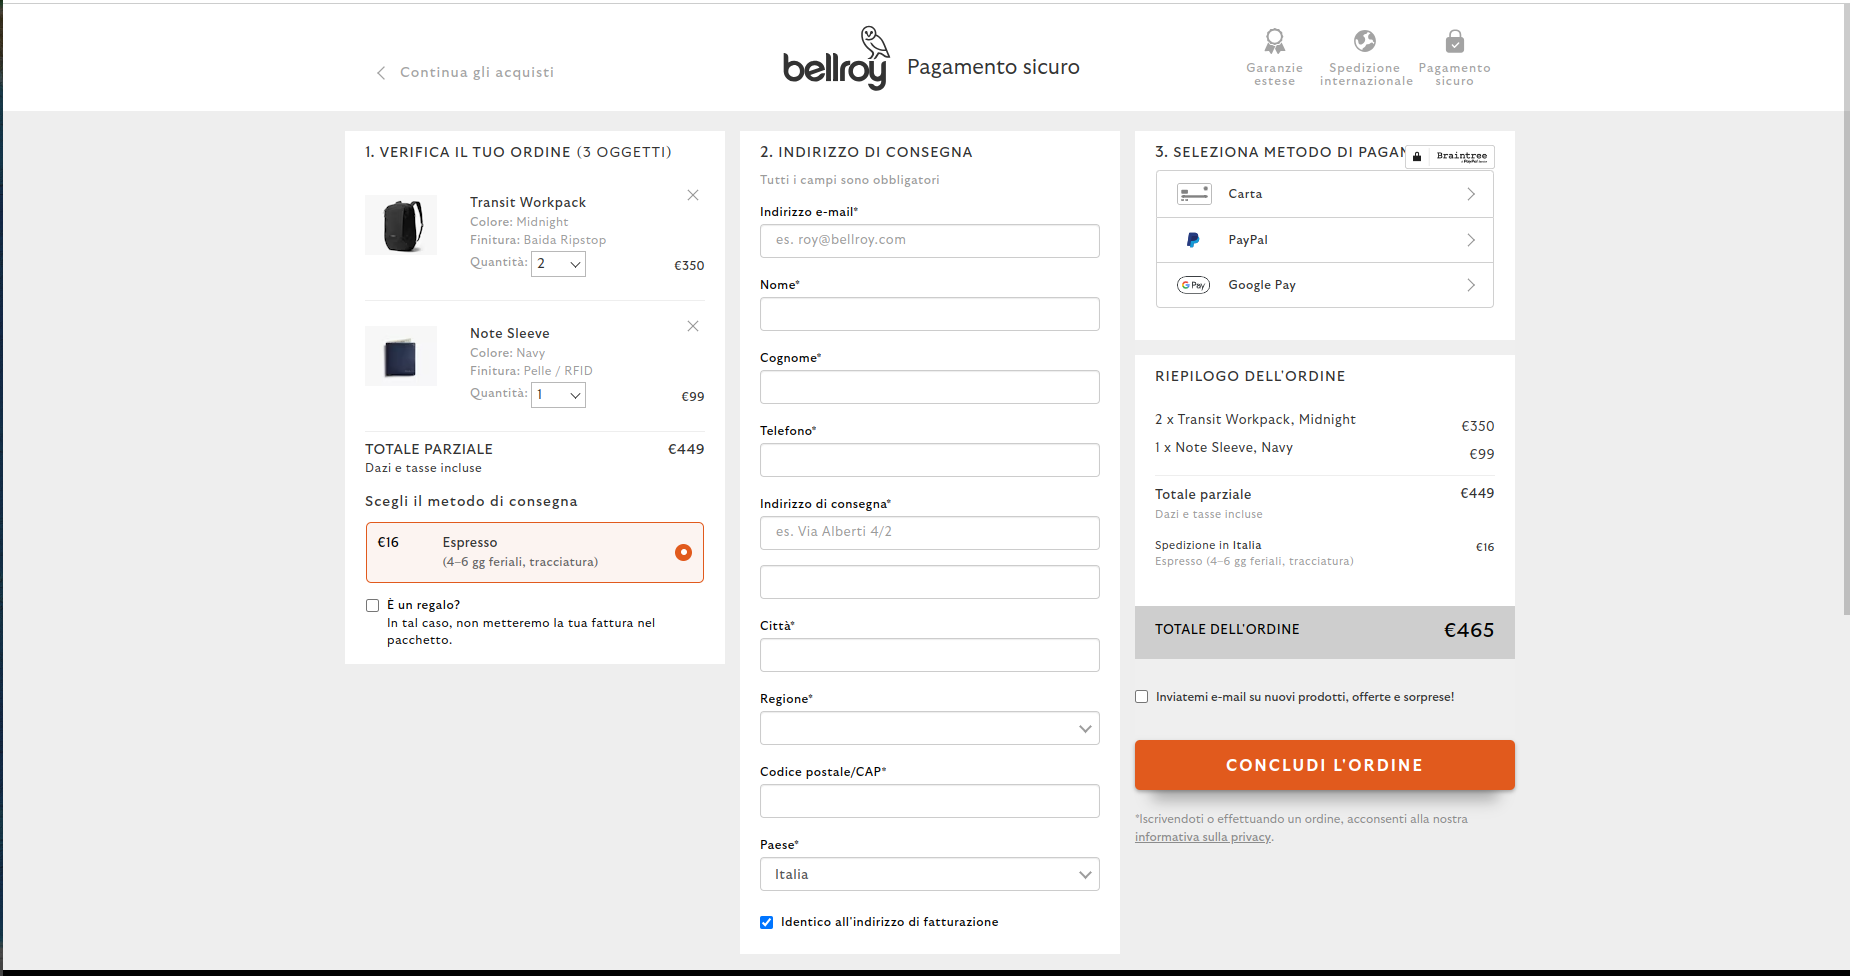 Continua gli acquisti
bellroy Pagamento sicuro
Garanzie
estese
Spedizione
internazionale
Pagamento
sicuro
1. VERIFICA IL TUO ORDINE (3 OGGETTI)
Transit Workpack
Colore: Midnight
Finitura: Baida Ripstop
Quantità: 2
€350
Note Sleeve
Colore: Navy
Finitura: Pelle / RFID
Quantità: 1
€99
TOTALE PARZIALE €449
Dazi e tasse incluse
Scegli il metodo di consegna
€16 Espresso
(4–6 gg feriali, tracciatura)
È un regalo?
In tal caso, non metteremo la tua fattura nel
pacchetto.
2. INDIRIZZO DI CONSEGNA
Tutti i campi sono obbligatori
Indirizzo e-mail*
es. roy@bellroy.com
Nome*
Cognome*
Telefono*
Indirizzo di consegna*
es. Via Alberti 4/2
Città*
Regione*
Codice postale/CAP*
Paese*
Italia
Identico all'indirizzo di fatturazione
3. SELEZIONA METODO DI PAGAM
Braintree
Carta
PayPal
G Pay Google Pay
RIEPILOGO DELL'ORDINE
2 x Transit Workpack, Midnight €350
1 x Note Sleeve, Navy €99
Totale parziale €449
Dazi e tasse incluse
Spedizione in Italia €16
Espresso (4–6 gg feriali, tracciatura)
TOTALE DELL'ORDINE €465
Inviatemi e-mail su nuovi prodotti, offerte e sorprese!
CONCLUDI L'ORDINE
*Iscrivendoti o effettuando un ordine, acconsenti alla nostra
informativa sulla privacy.